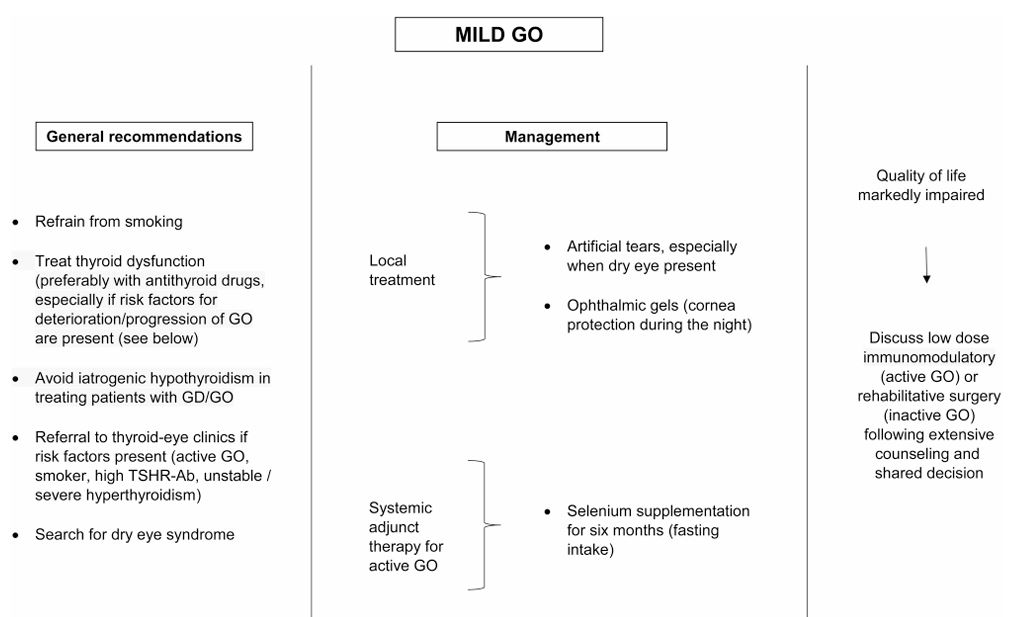 MILD GO
General recommendations
• Refrain from smoking
• Treat thyroid dysfunction
(preferably with antithyroid drugs,
especially if risk factors for
deterioration/progression of GO
are present (see below)
• Avoid iatrogenic hypothyroidism in
treating patients with GD/GO
• Referral to thyroid-eye clinics if
risk factors present (active GO,
smoker, high TSHR-Ab, unstable /
severe hyperthyroidism)
• Search for dry eye syndrome
Management
Local
treatment
• Artificial tears, especially
when dry eye present
• Ophthalmic gels (cornea
protection during the night)
Systemic
adjunct
therapy for
active GO
• Selenium supplementation
for six months (fasting
intake)
Quality of life
markedly impaired
Discuss low dose
immunomodulatory
(active GO) or
rehabilitative surgery
(inactive GO)
following extensive
counseling and
shared decision